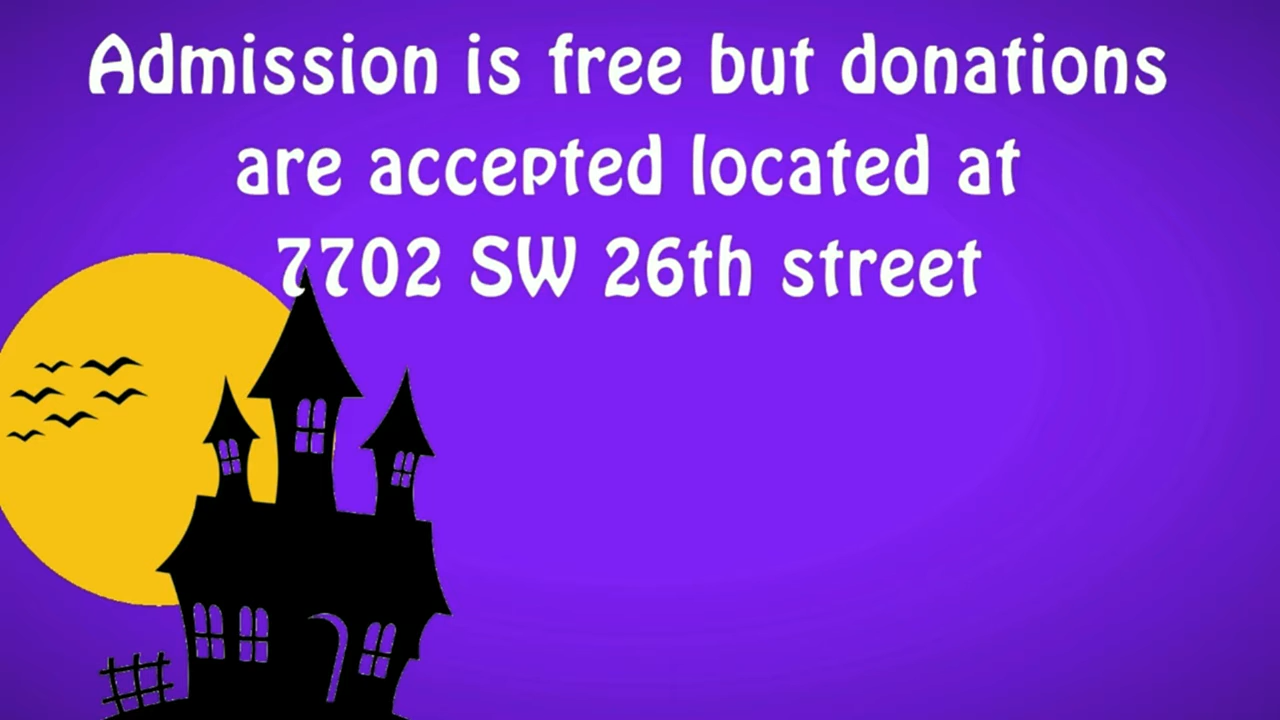 Admission is free but donations
are accepted located at
7702 SW 26th street